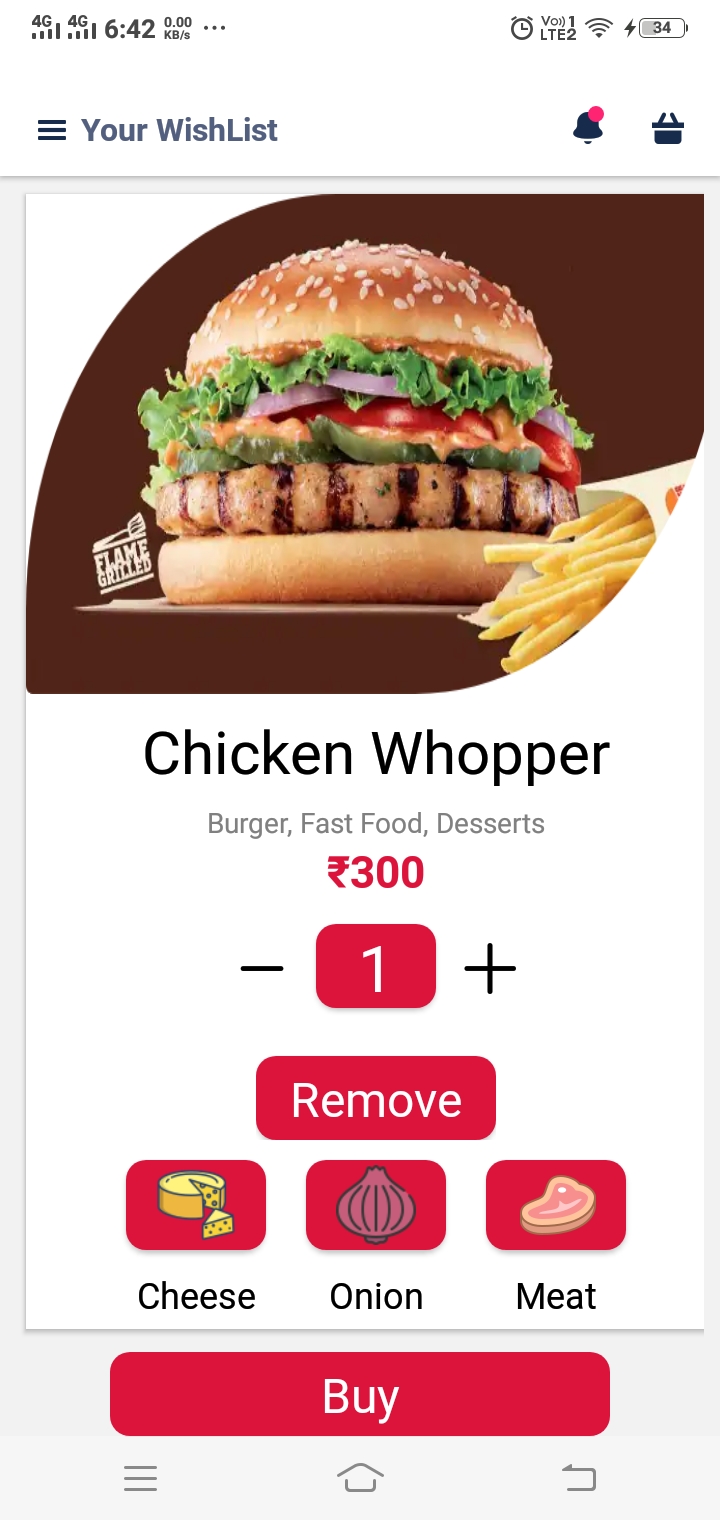 4G 4G 6:42 0.00 KB/s ... Vo)) 1 LTE2 34
Your WishList
FLAME
GRILLED
Chicken Whopper
Burger, Fast Food, Desserts
₹300
1
Remove
Cheese Onion Meat
Buy